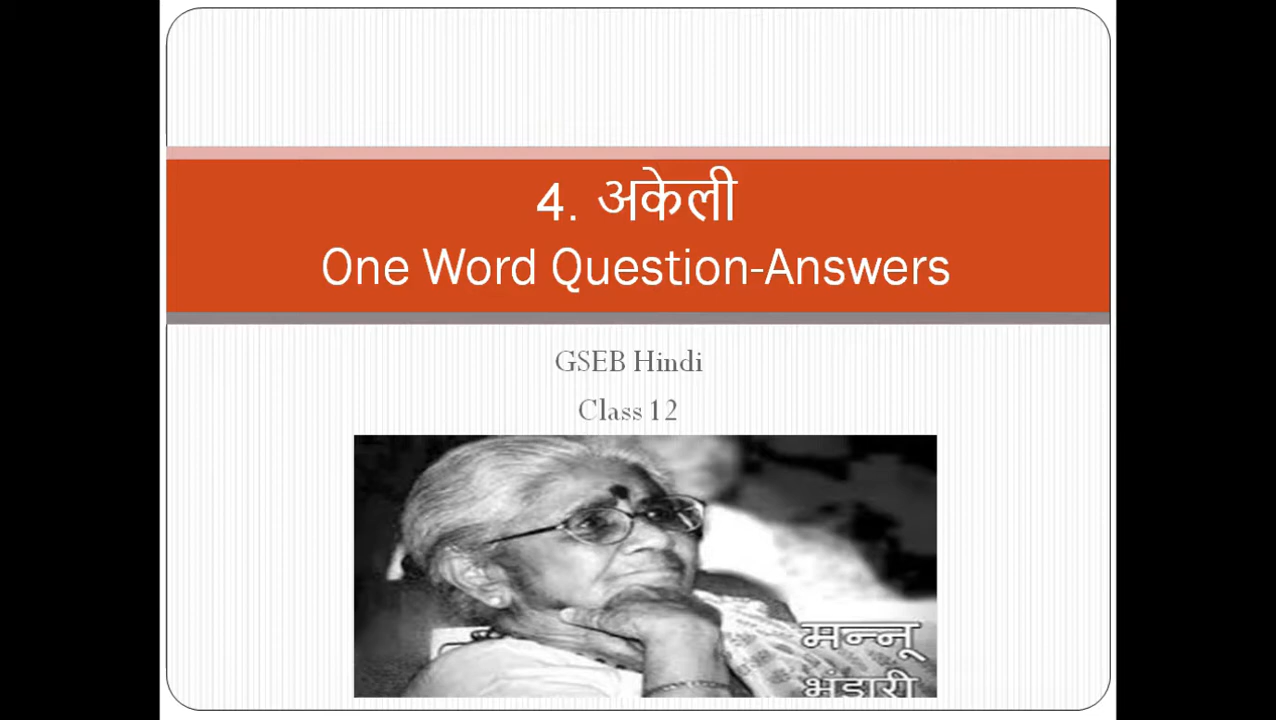 4. अकेली
One Word Question-Answers
GSEB Hindi
Class 12
मन्नू
भंडारी